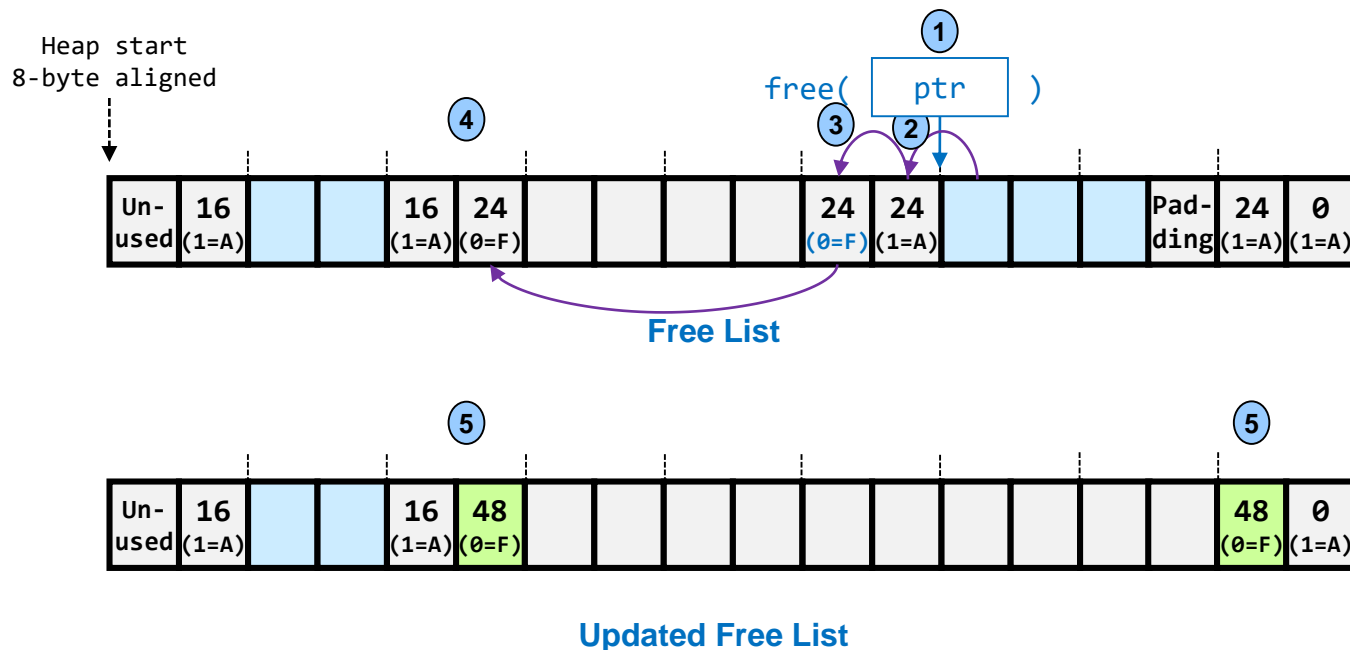 1
Heap start
8-byte aligned
free( ptr )
4
3
2
Un-
used
16
(1=A)
16
(1=A)
24
(0=F)
24
(0=F)
24
(1=A)
Pad-
ding
24
(1=A)
0
(1=A)
Free List
5
5
Un-
used
16
(1=A)
16
(1=A)
48
(0=F)
48
(0=F)
0
(1=A)
Updated Free List